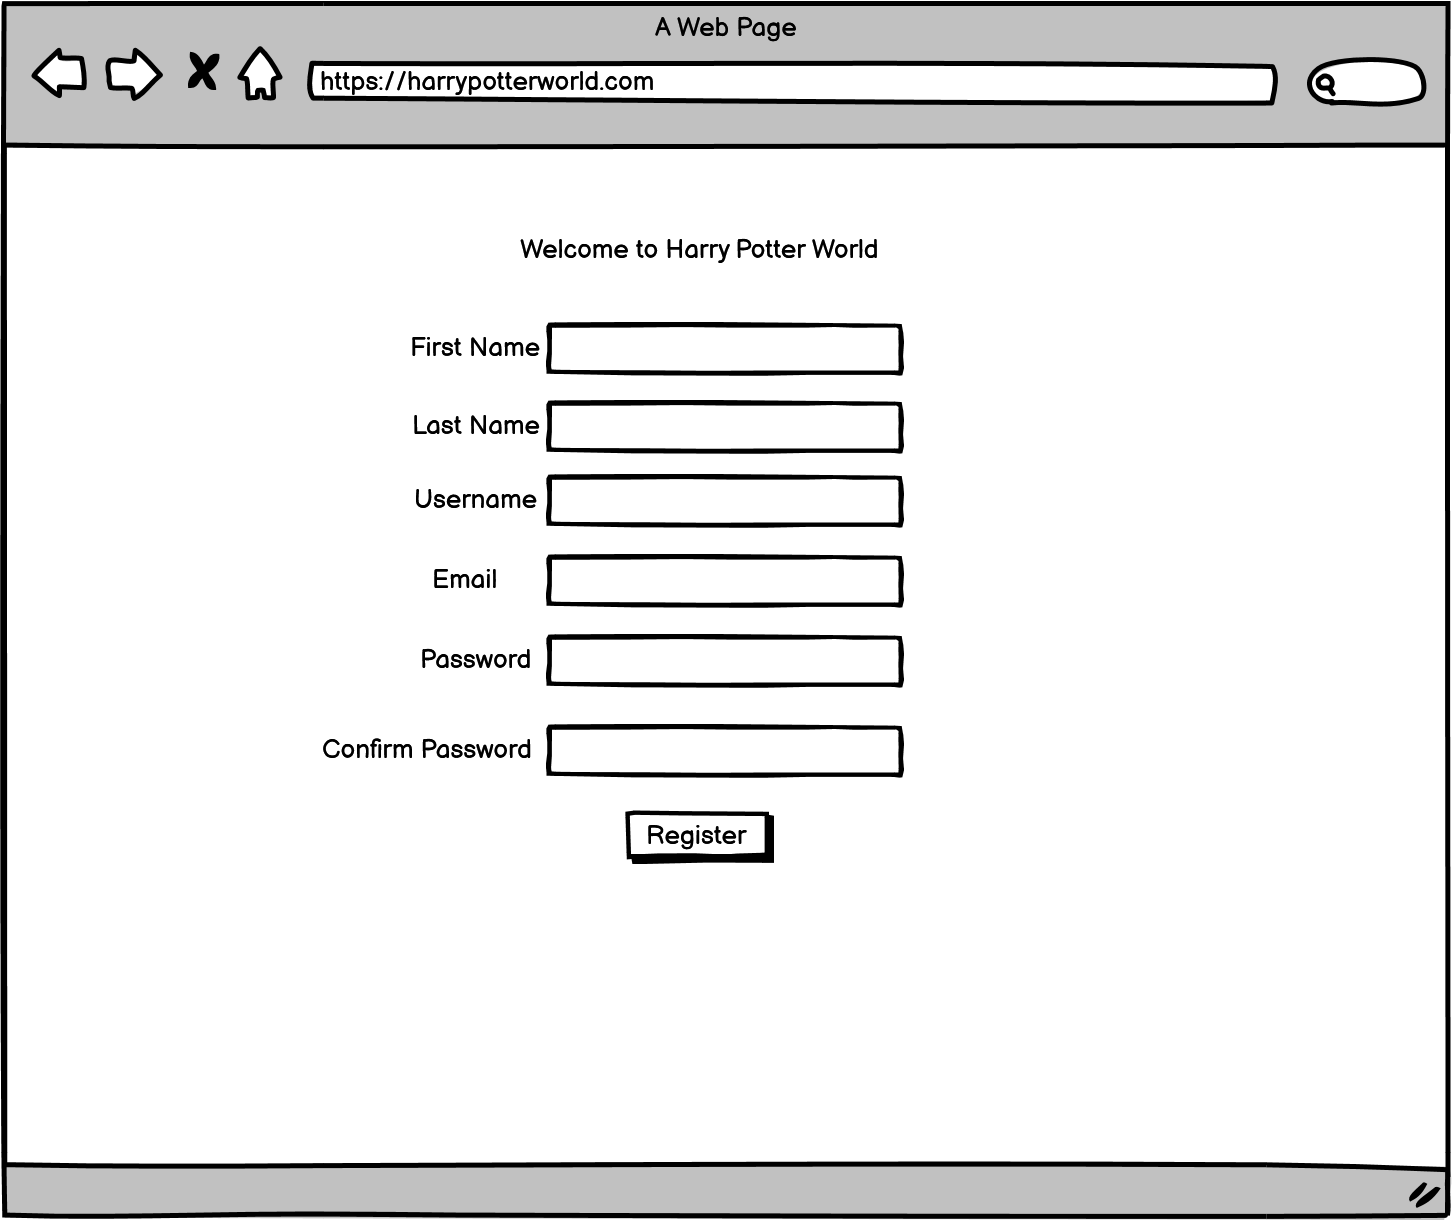 A Web Page
https://harrypotterworld.com
Welcome to Harry Potter World
First Name
Last Name
Username
Email
Password
Confirm Password
Register